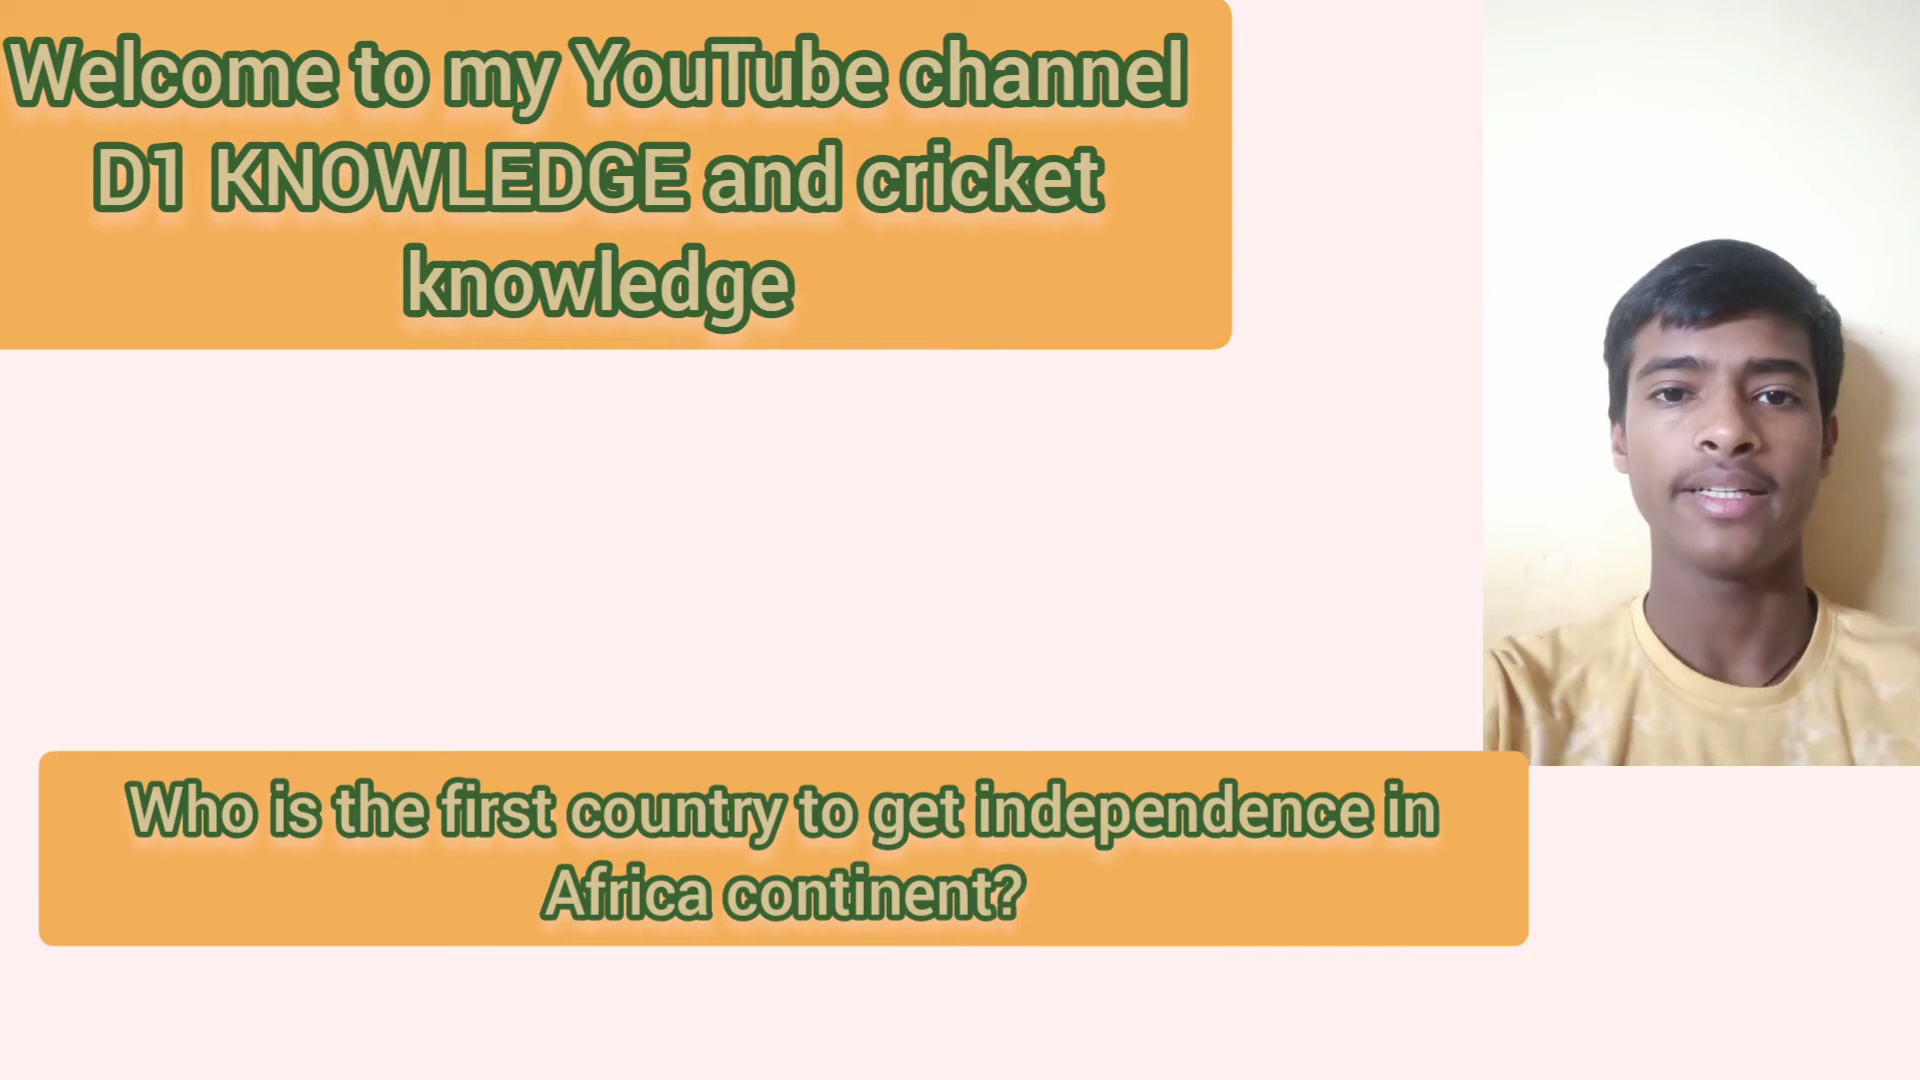 Welcome to my YouTube channel
D1 KNOWLEDGE and cricket
knowledge
Who is the first country to get independence in
Africa continent?